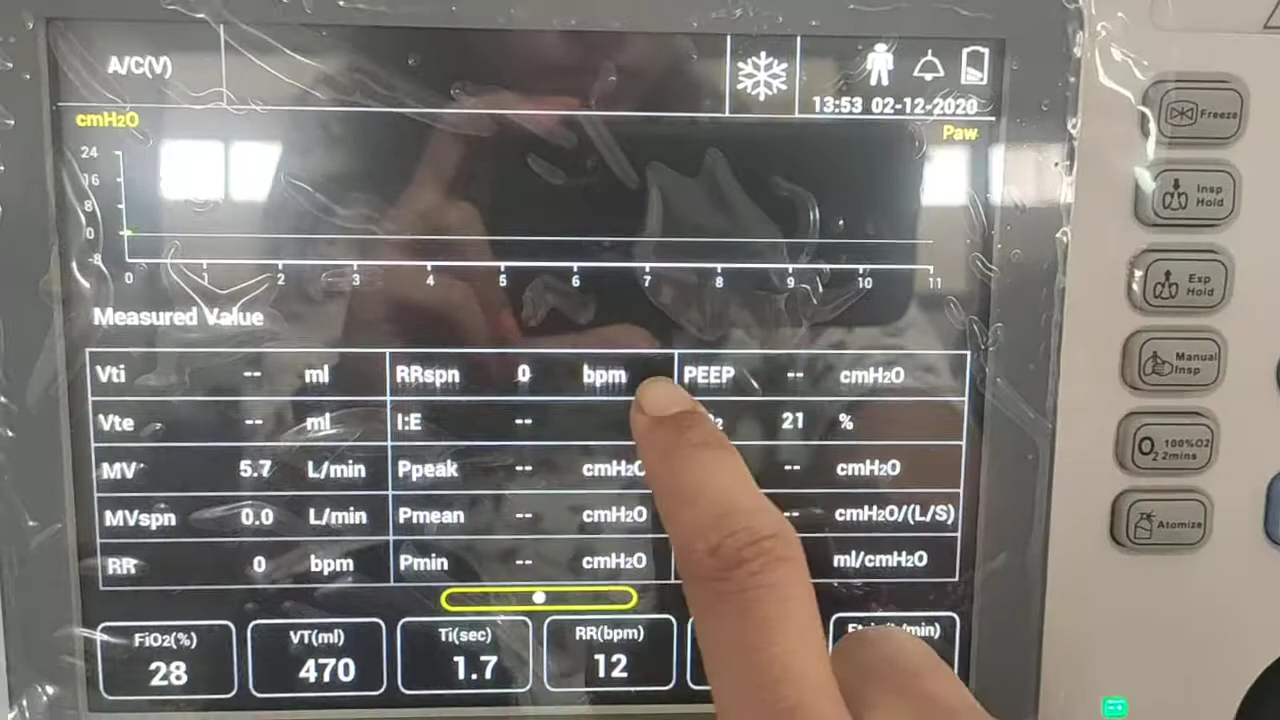 A/C(V)
13:53 02-12-2020
cmH2O
Paw
24
16
8
0
-8
0 1 2 3 4 5 6 7 8 9 10 11
Measured Value
Vti -- ml RRspn 0 bpm PEEP -- cmH2O
Vte -- ml I:E -- 21 %
MV 5.7 L/min Ppeak -- cmH2O -- cmH2O
MVspn 0.0 L/min Pmean -- cmH2O -- cmH2O/(L/S)
RR 0 bpm Pmin -- cmH2O ml/cmH2O
FiO2(%) VT(ml) Ti(sec) RR(bpm)
28 470 1.7 12
Freeze
Insp
Hold
Exp
Hold
Manual
Insp
O2 100%O2
2mins
Atomize